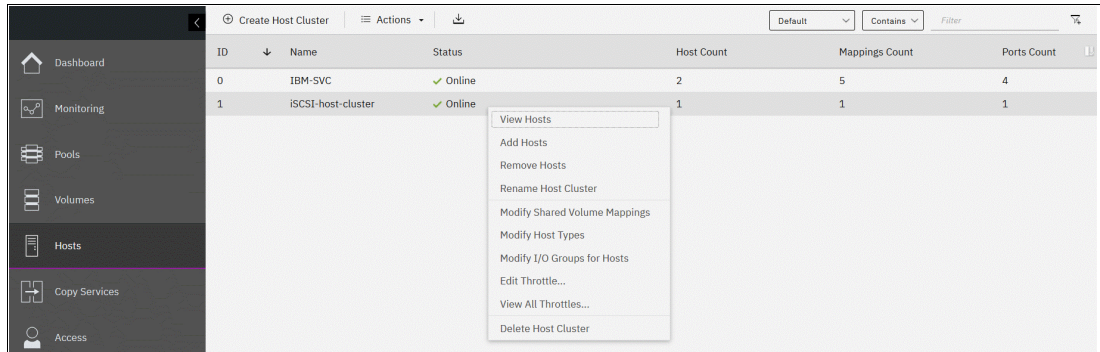 Create Host Cluster Actions Default Contains Filter
ID Name Status Host Count Mappings Count Ports Count
Dashboard
0 IBM-SVC Online 2 5 4
1 iSCSI-host-cluster Online 1 1 1
Monitoring
View Hosts
Add Hosts
Pools
Remove Hosts
Rename Host Cluster
Volumes
Modify Shared Volume Mappings
Modify Host Types
Hosts
Modify I/O Groups for Hosts
Edit Throttle...
Copy Services
View All Throttles...
Delete Host Cluster
Access